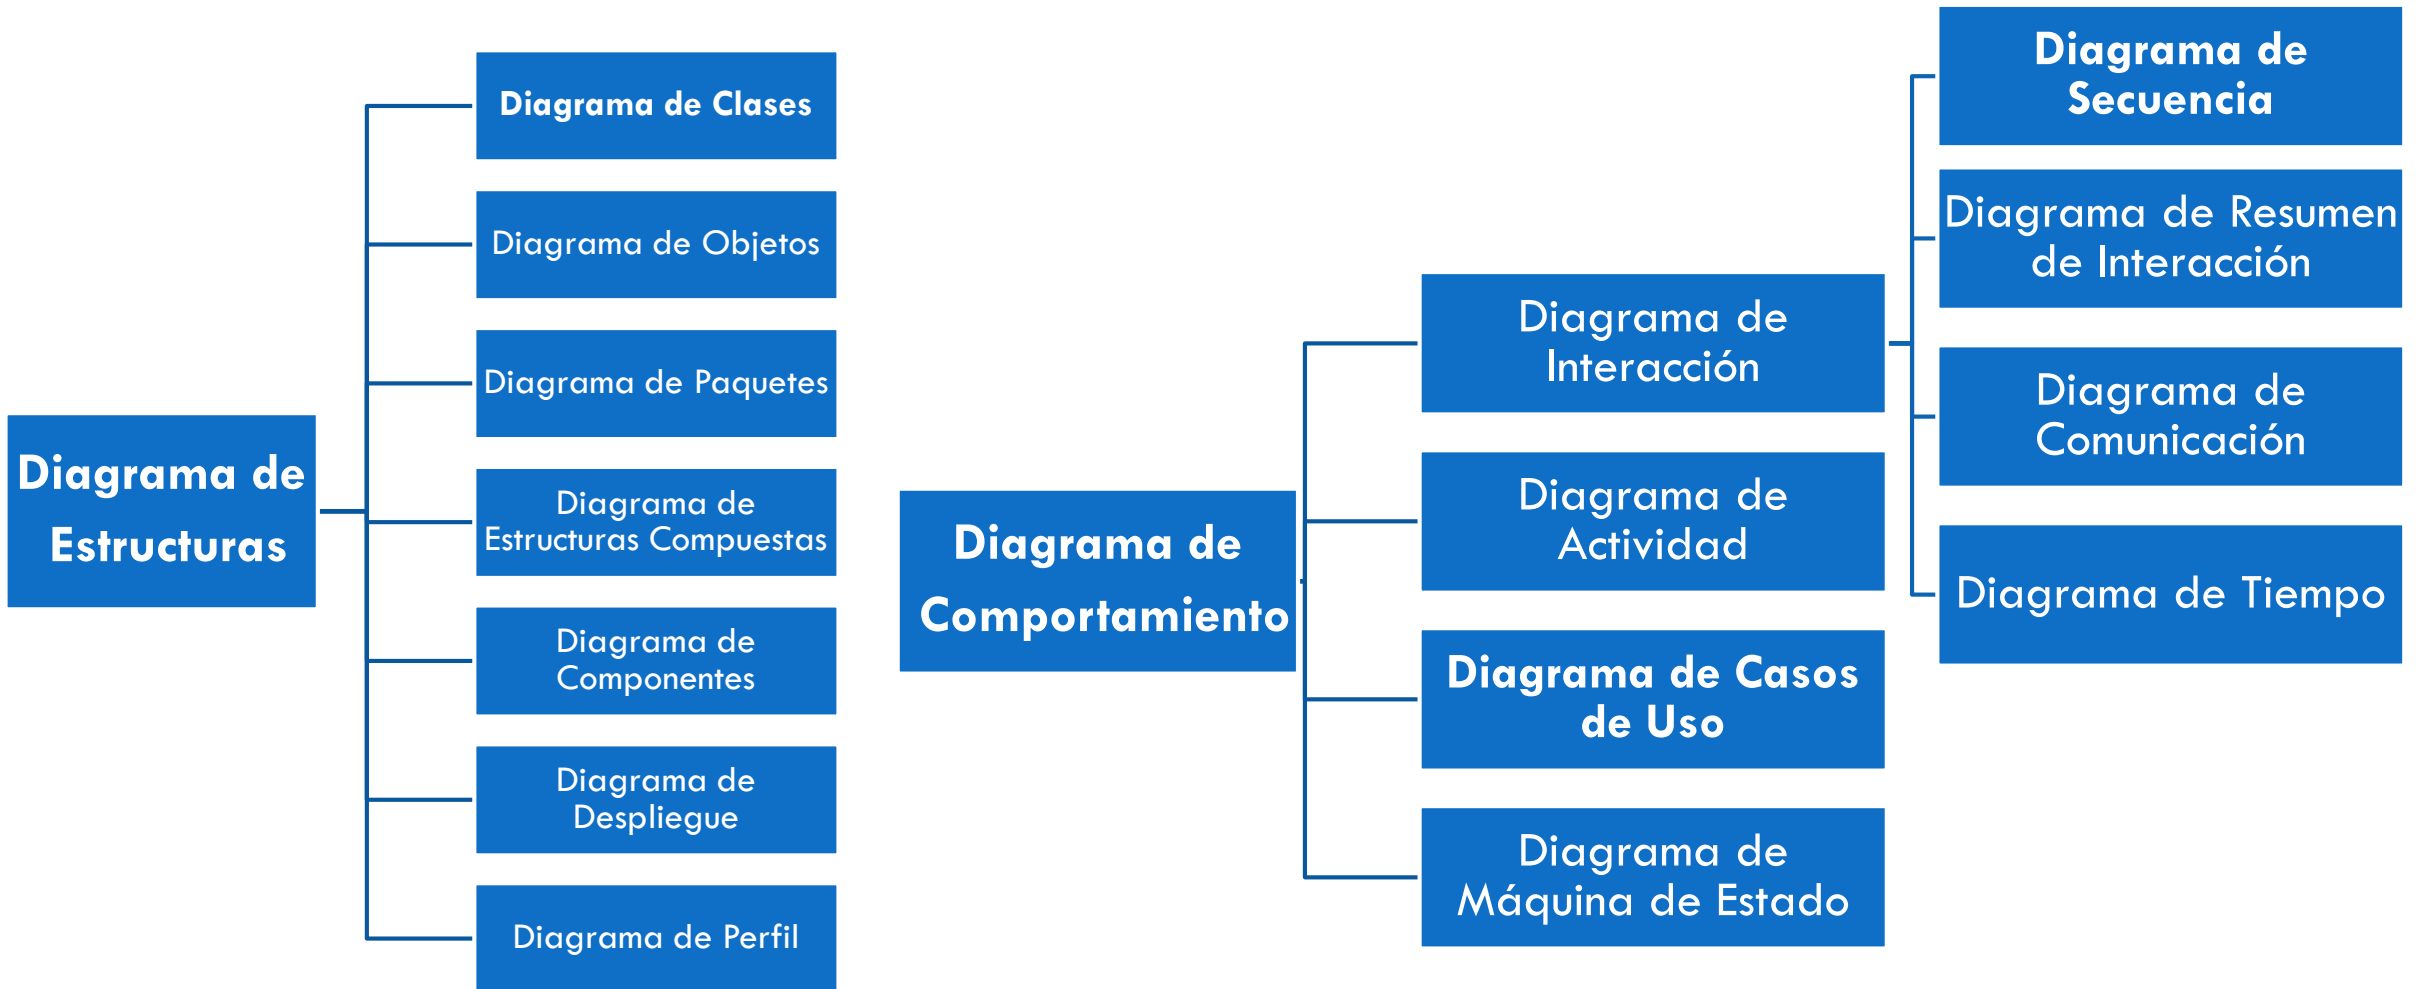 Diagrama de
Estructuras
Diagrama de Clases
Diagrama de Objetos
Diagrama de Paquetes
Diagrama de
Estructuras Compuestas
Diagrama de
Componentes
Diagrama de
Despliegue
Diagrama de Perfil
Diagrama de
Comportamiento
Diagrama de
Interacción
Diagrama de
Actividad
Diagrama de Casos
de Uso
Diagrama de
Máquina de Estado
Diagrama de
Secuencia
Diagrama de Resumen
de Interacción
Diagrama de
Comunicación
Diagrama de Tiempo